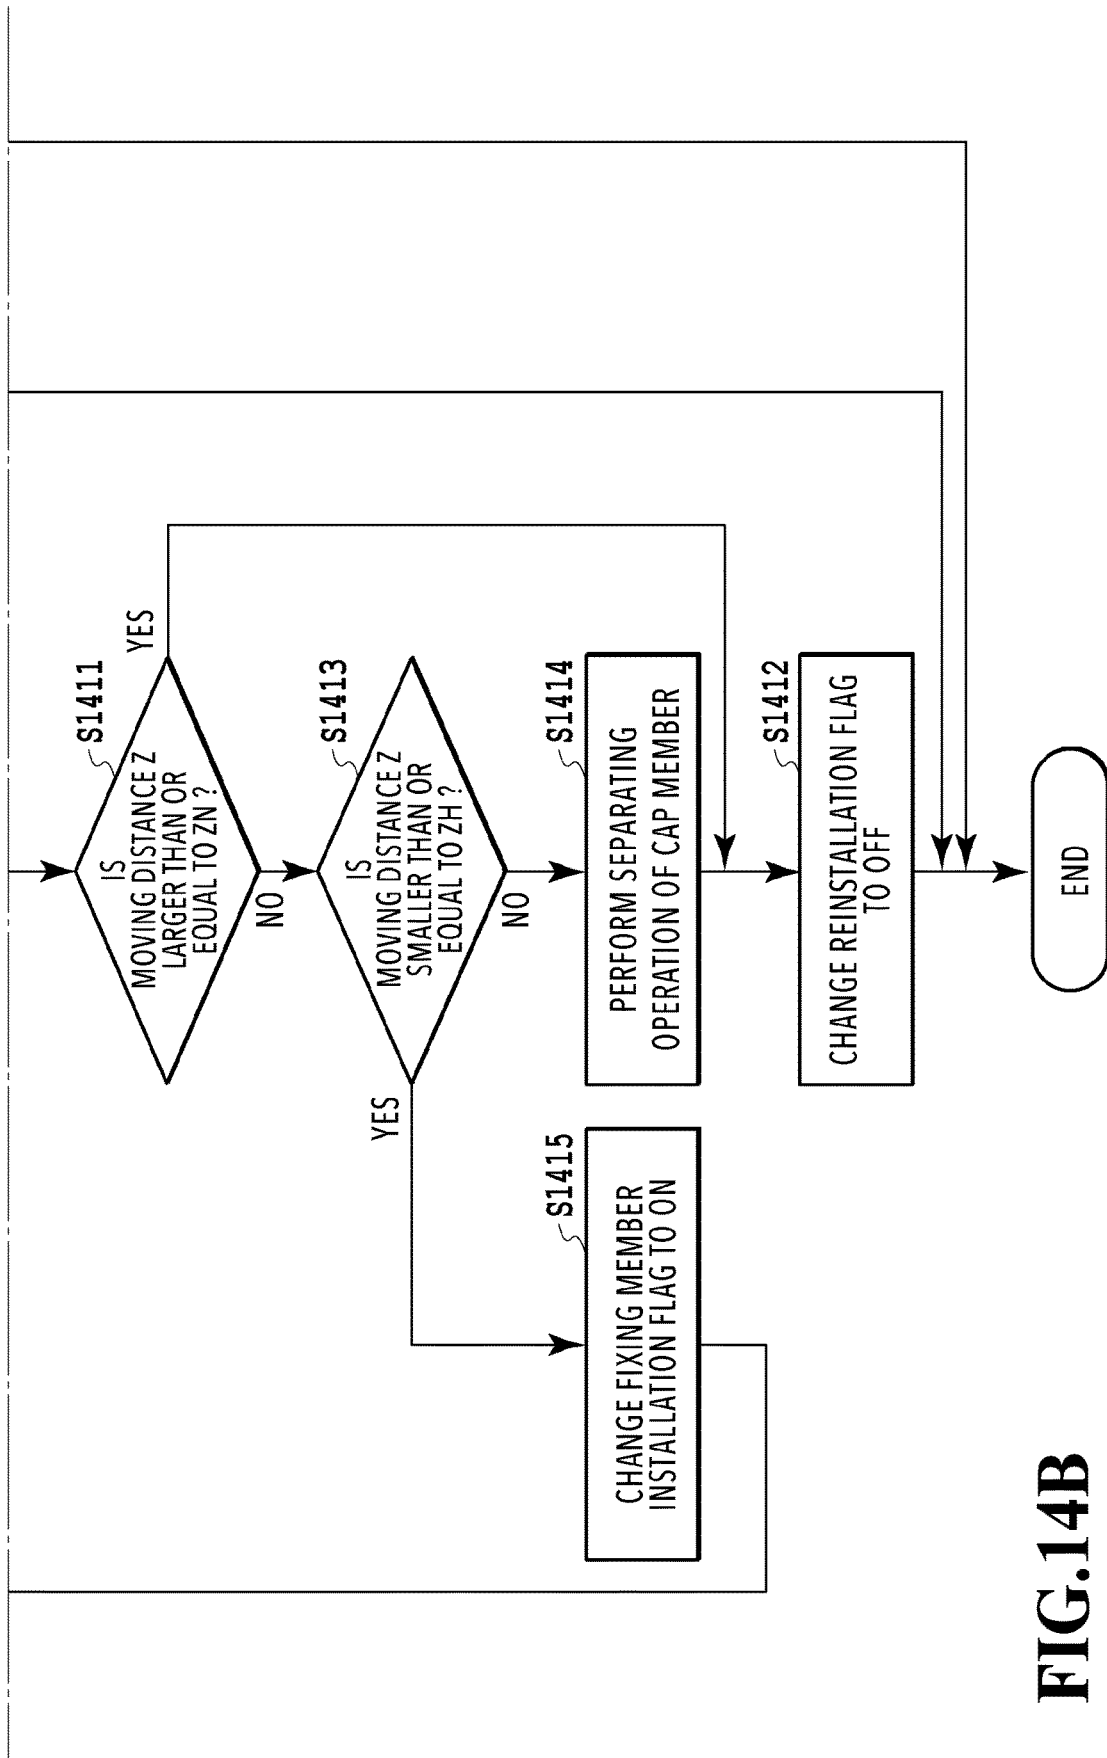 S1411
IS
MOVING DISTANCE Z
LARGER THAN OR
EQUAL TO ZN ?
YES
NO
S1413
IS
MOVING DISTANCE Z
SMALLER THAN OR
EQUAL TO ZH ?
YES
NO
S1415
CHANGE FIXING MEMBER
INSTALLATION FLAG TO ON
S1414
PERFORM SEPARATING
OPERATION OF CAP MEMBER
S1412
CHANGE REINSTALLATION FLAG
TO OFF
END
FIG.14B